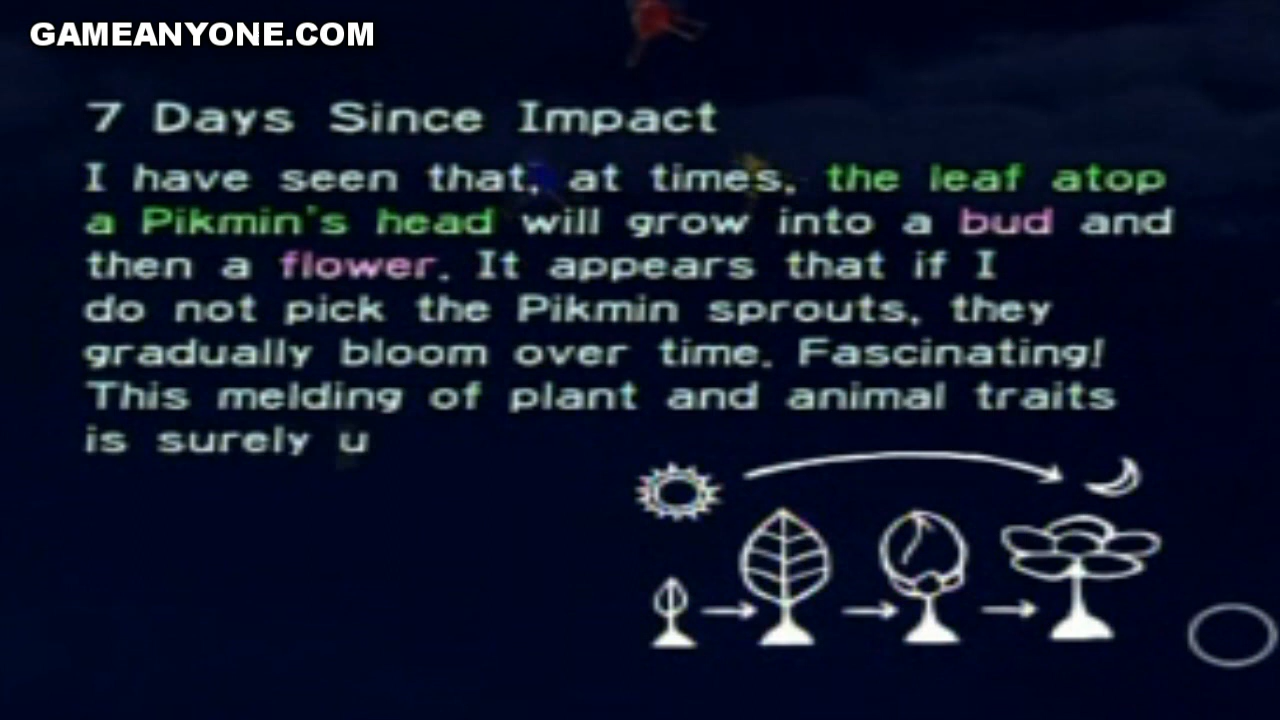 GAMEANYONE.COM
7 Days Since Impact
I have seen that, at times, the leaf atop
a Pikmin's head will grow into a bud and
then a flower. It appears that if I
do not pick the Pikmin sprouts, they
gradually bloom over time. Fascinating!
This melding of plant and animal traits
is surely u